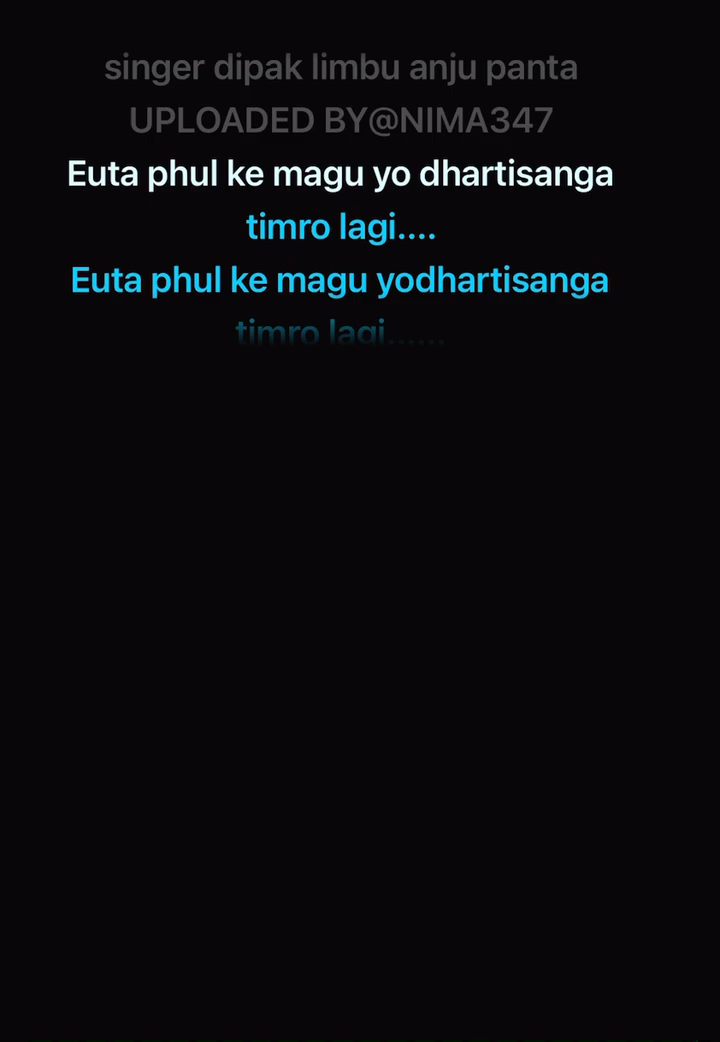 singer dipak limbu anju panta
UPLOADED BY@NIMA347
Euta phul ke magu yo dhartisanga
timro lagi....
Euta phul ke magu yodhartisanga
timro lagi......